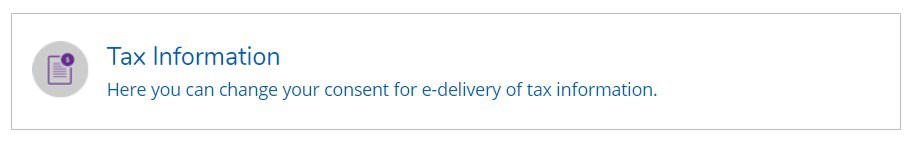 Tax Information
Here you can change your consent for e-delivery of tax information.